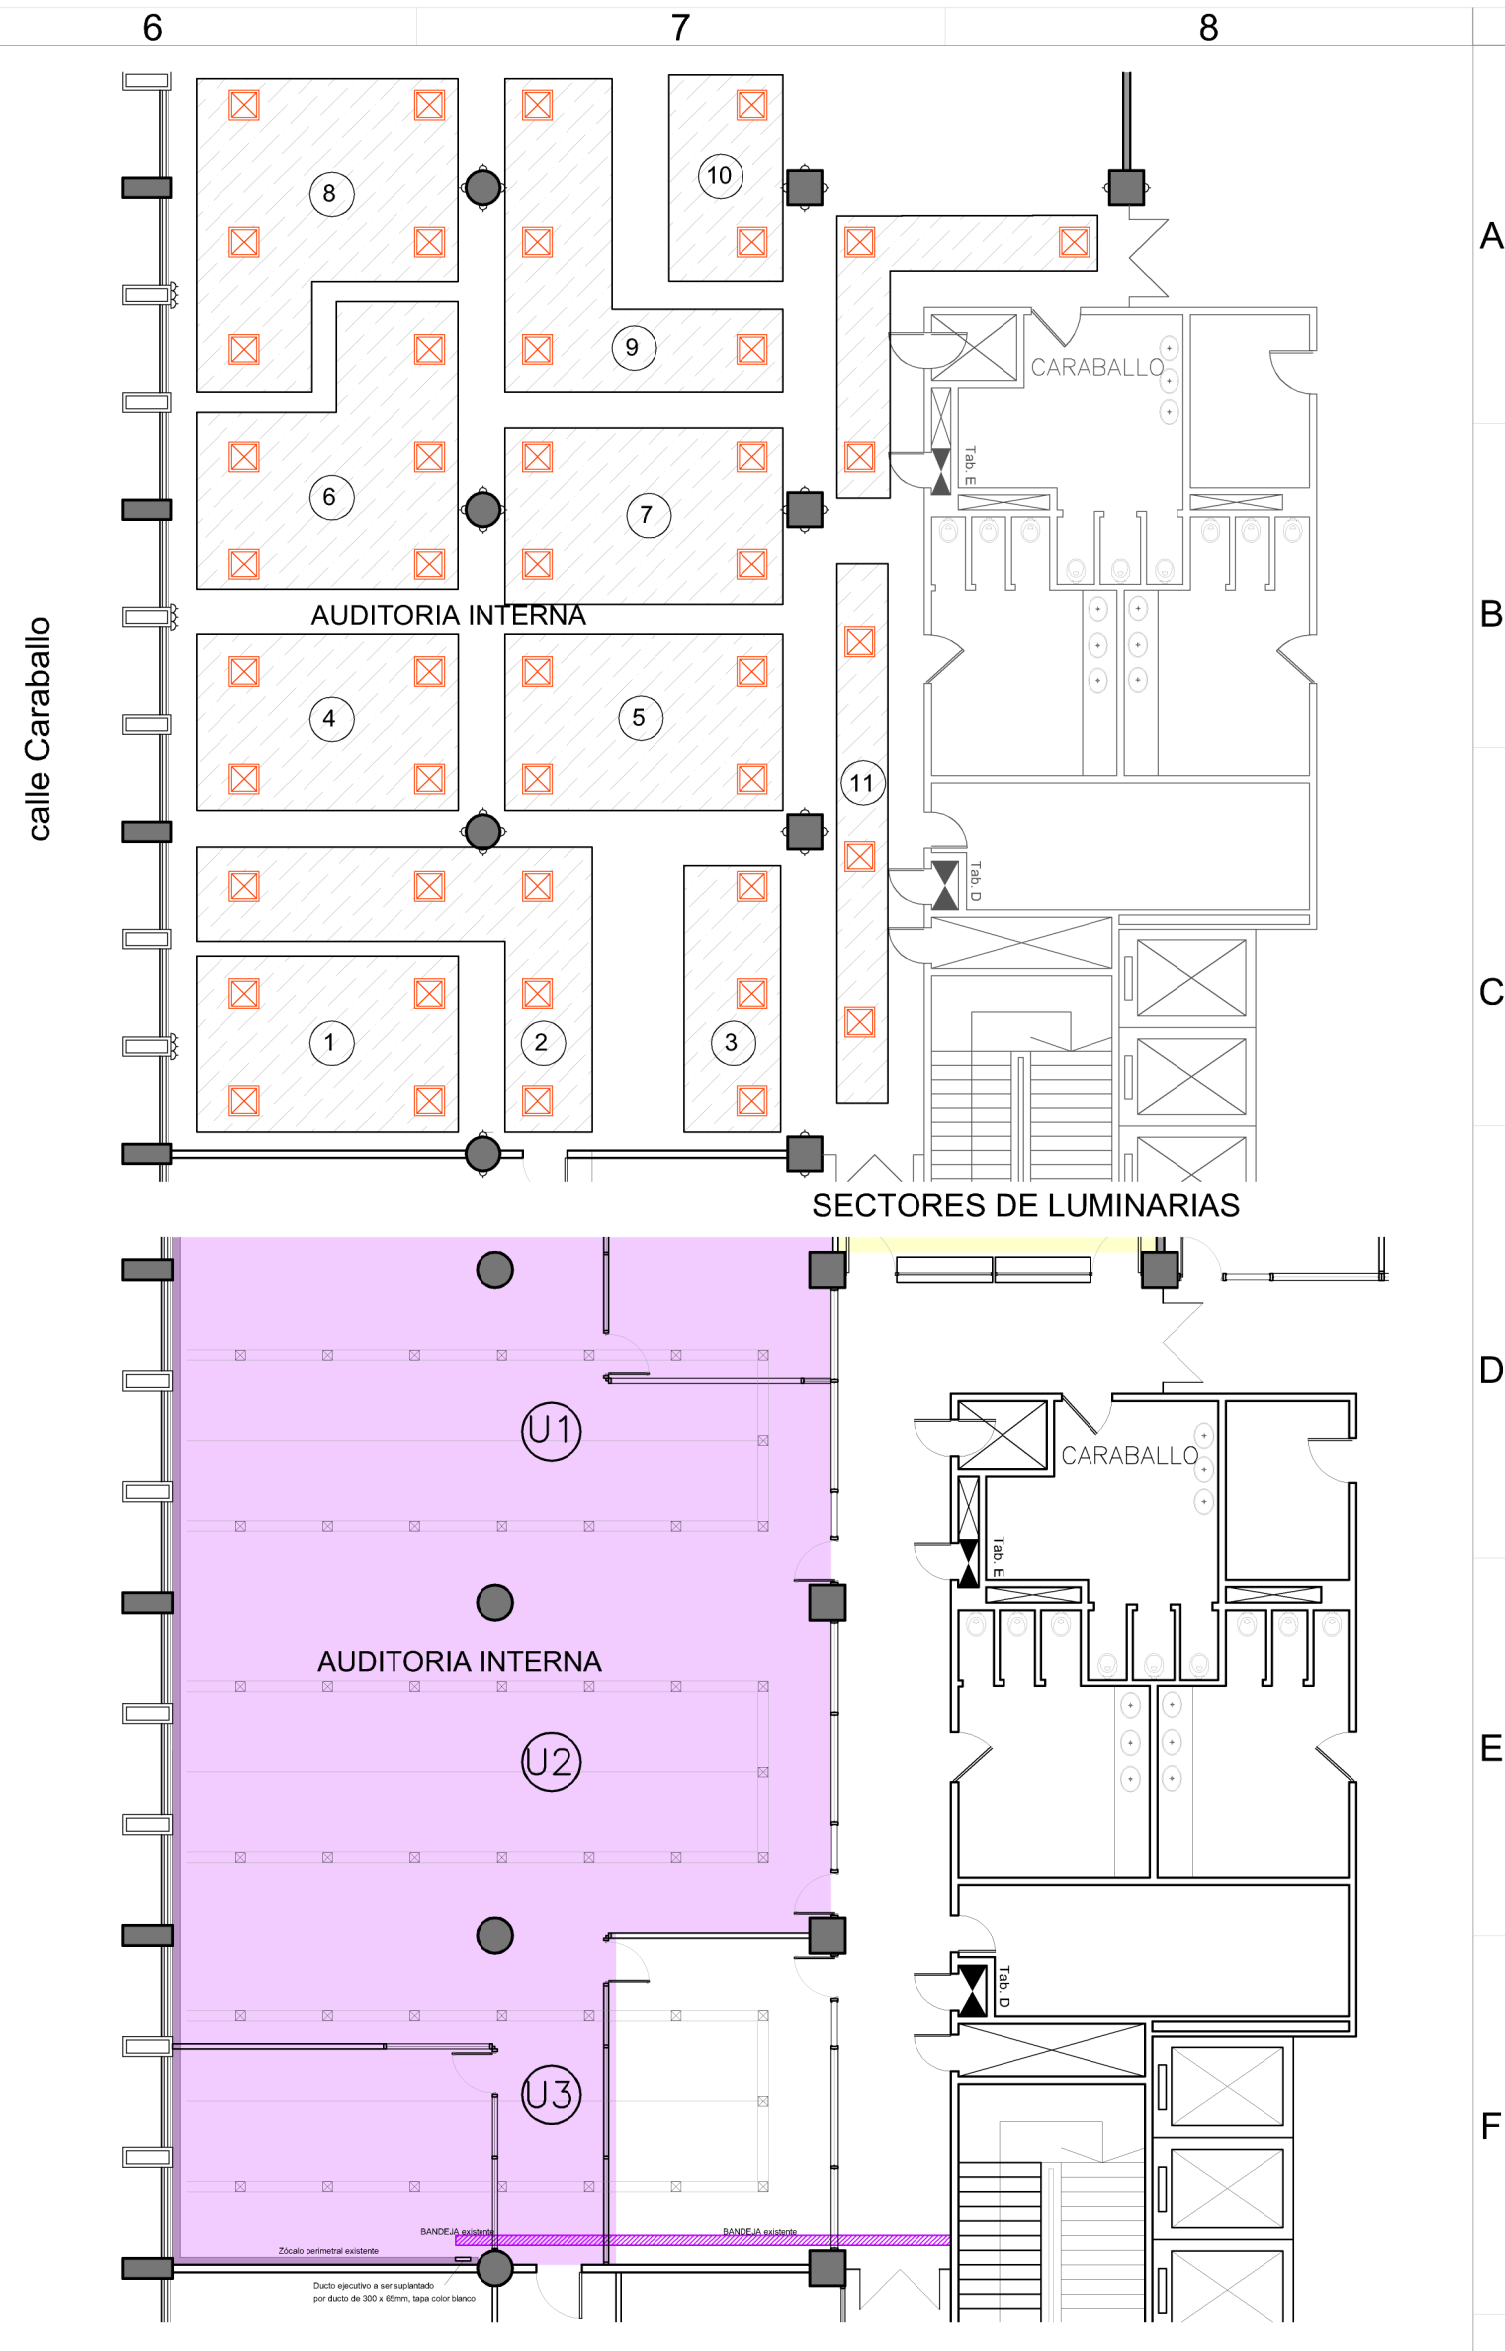 6 7 8
8
10
A
9
CARABALLO
Tab. E
6
7
AUDITORIA INTERNA
B
calle Caraballo
4
5
11
Tab. D
C
1
2
3
SECTORES DE LUMINARIAS
D
U1
CARABALLO
Tab. E
AUDITORIA INTERNA
E
U2
Tab. D
U3
F
BANDEJA existente
BANDEJA existente
Zócalo perimetral existente
Ducto ejecutivo a ser suplantado
por ducto de 300 x 65mm, tapa color blanco